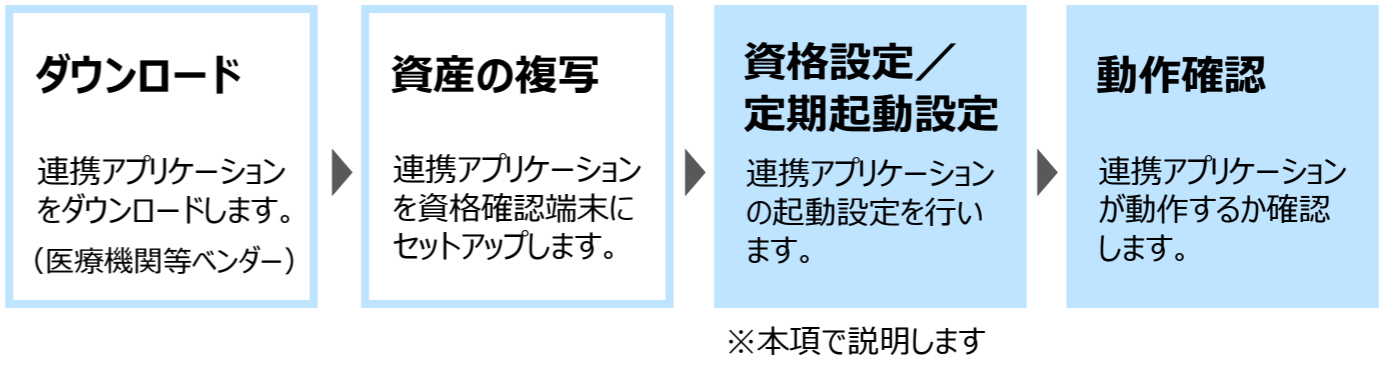 ダウンロード
連携アプリケーション
をダウンロードします。
（医療機関等ベンダー）
資産の複写
連携アプリケーション
を資格確認端末に
セットアップします。
資格設定／
定期起動設定
連携アプリケーション
の起動設定を行い
ます。
※本項で説明します
動作確認
連携アプリケーション
が動作するか確認
します。